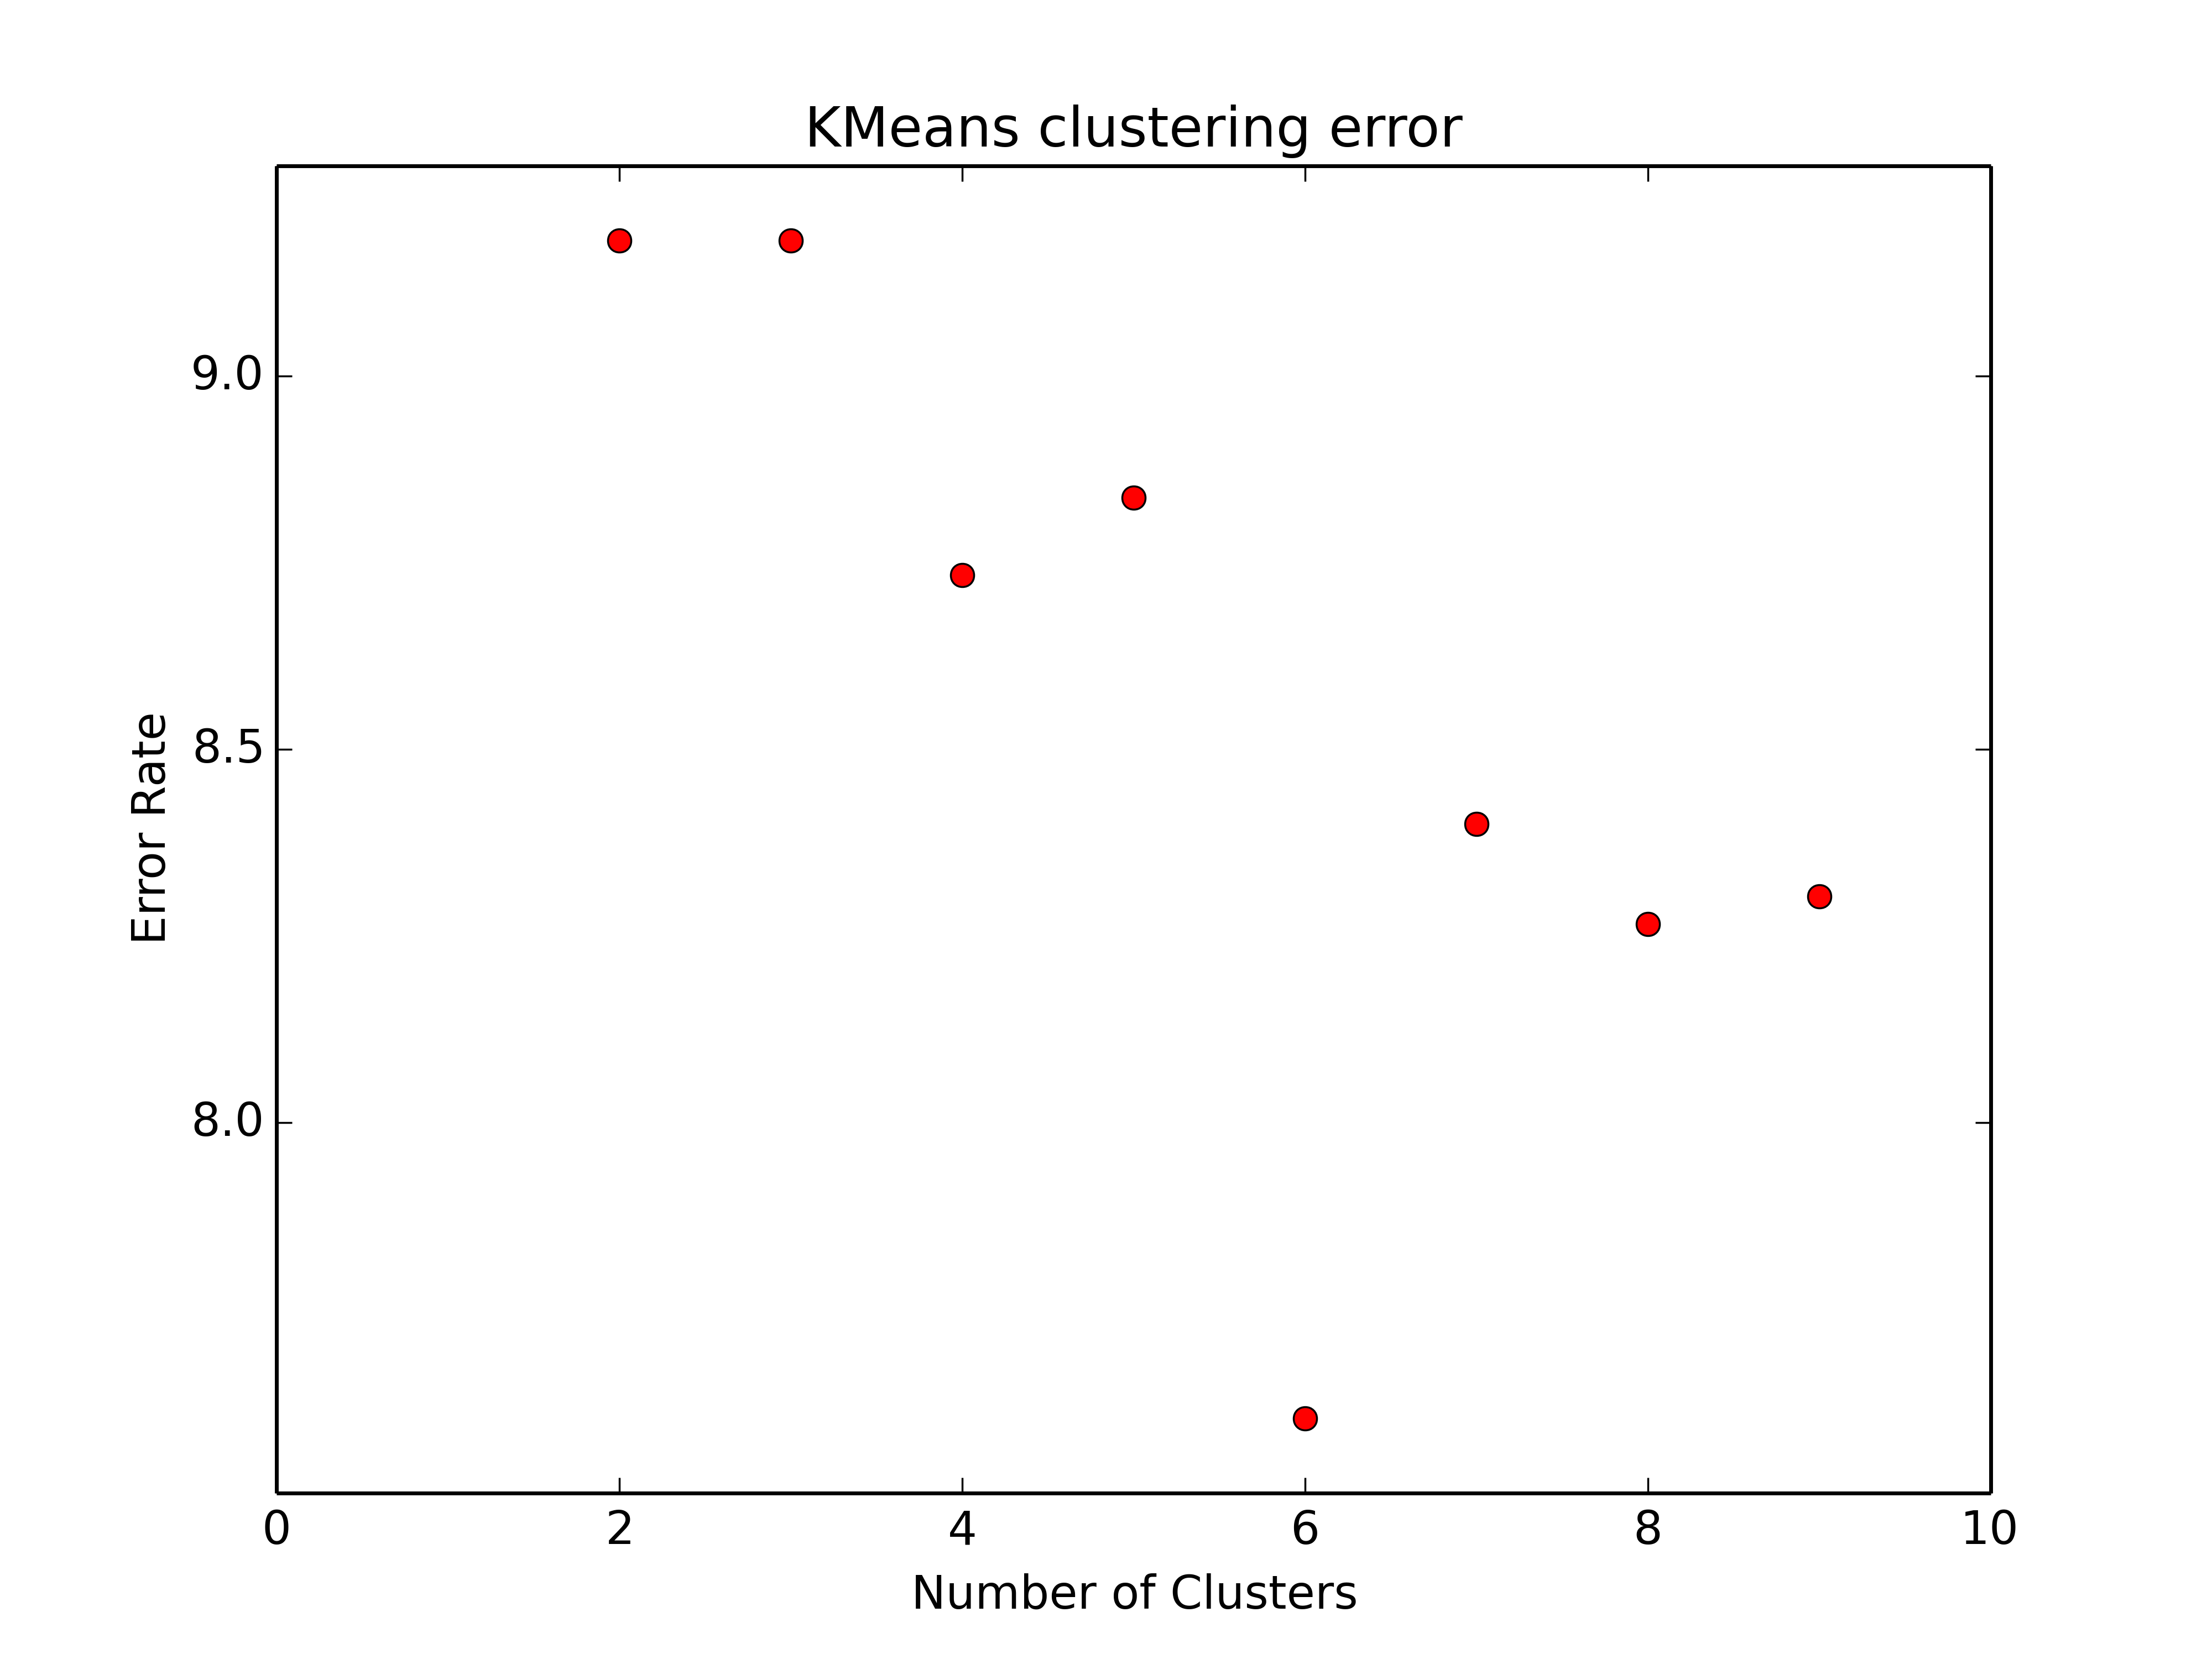 KMeans clustering error
9.0
8.5
8.0
Error Rate
0 2 4 6 8 10
Number of Clusters